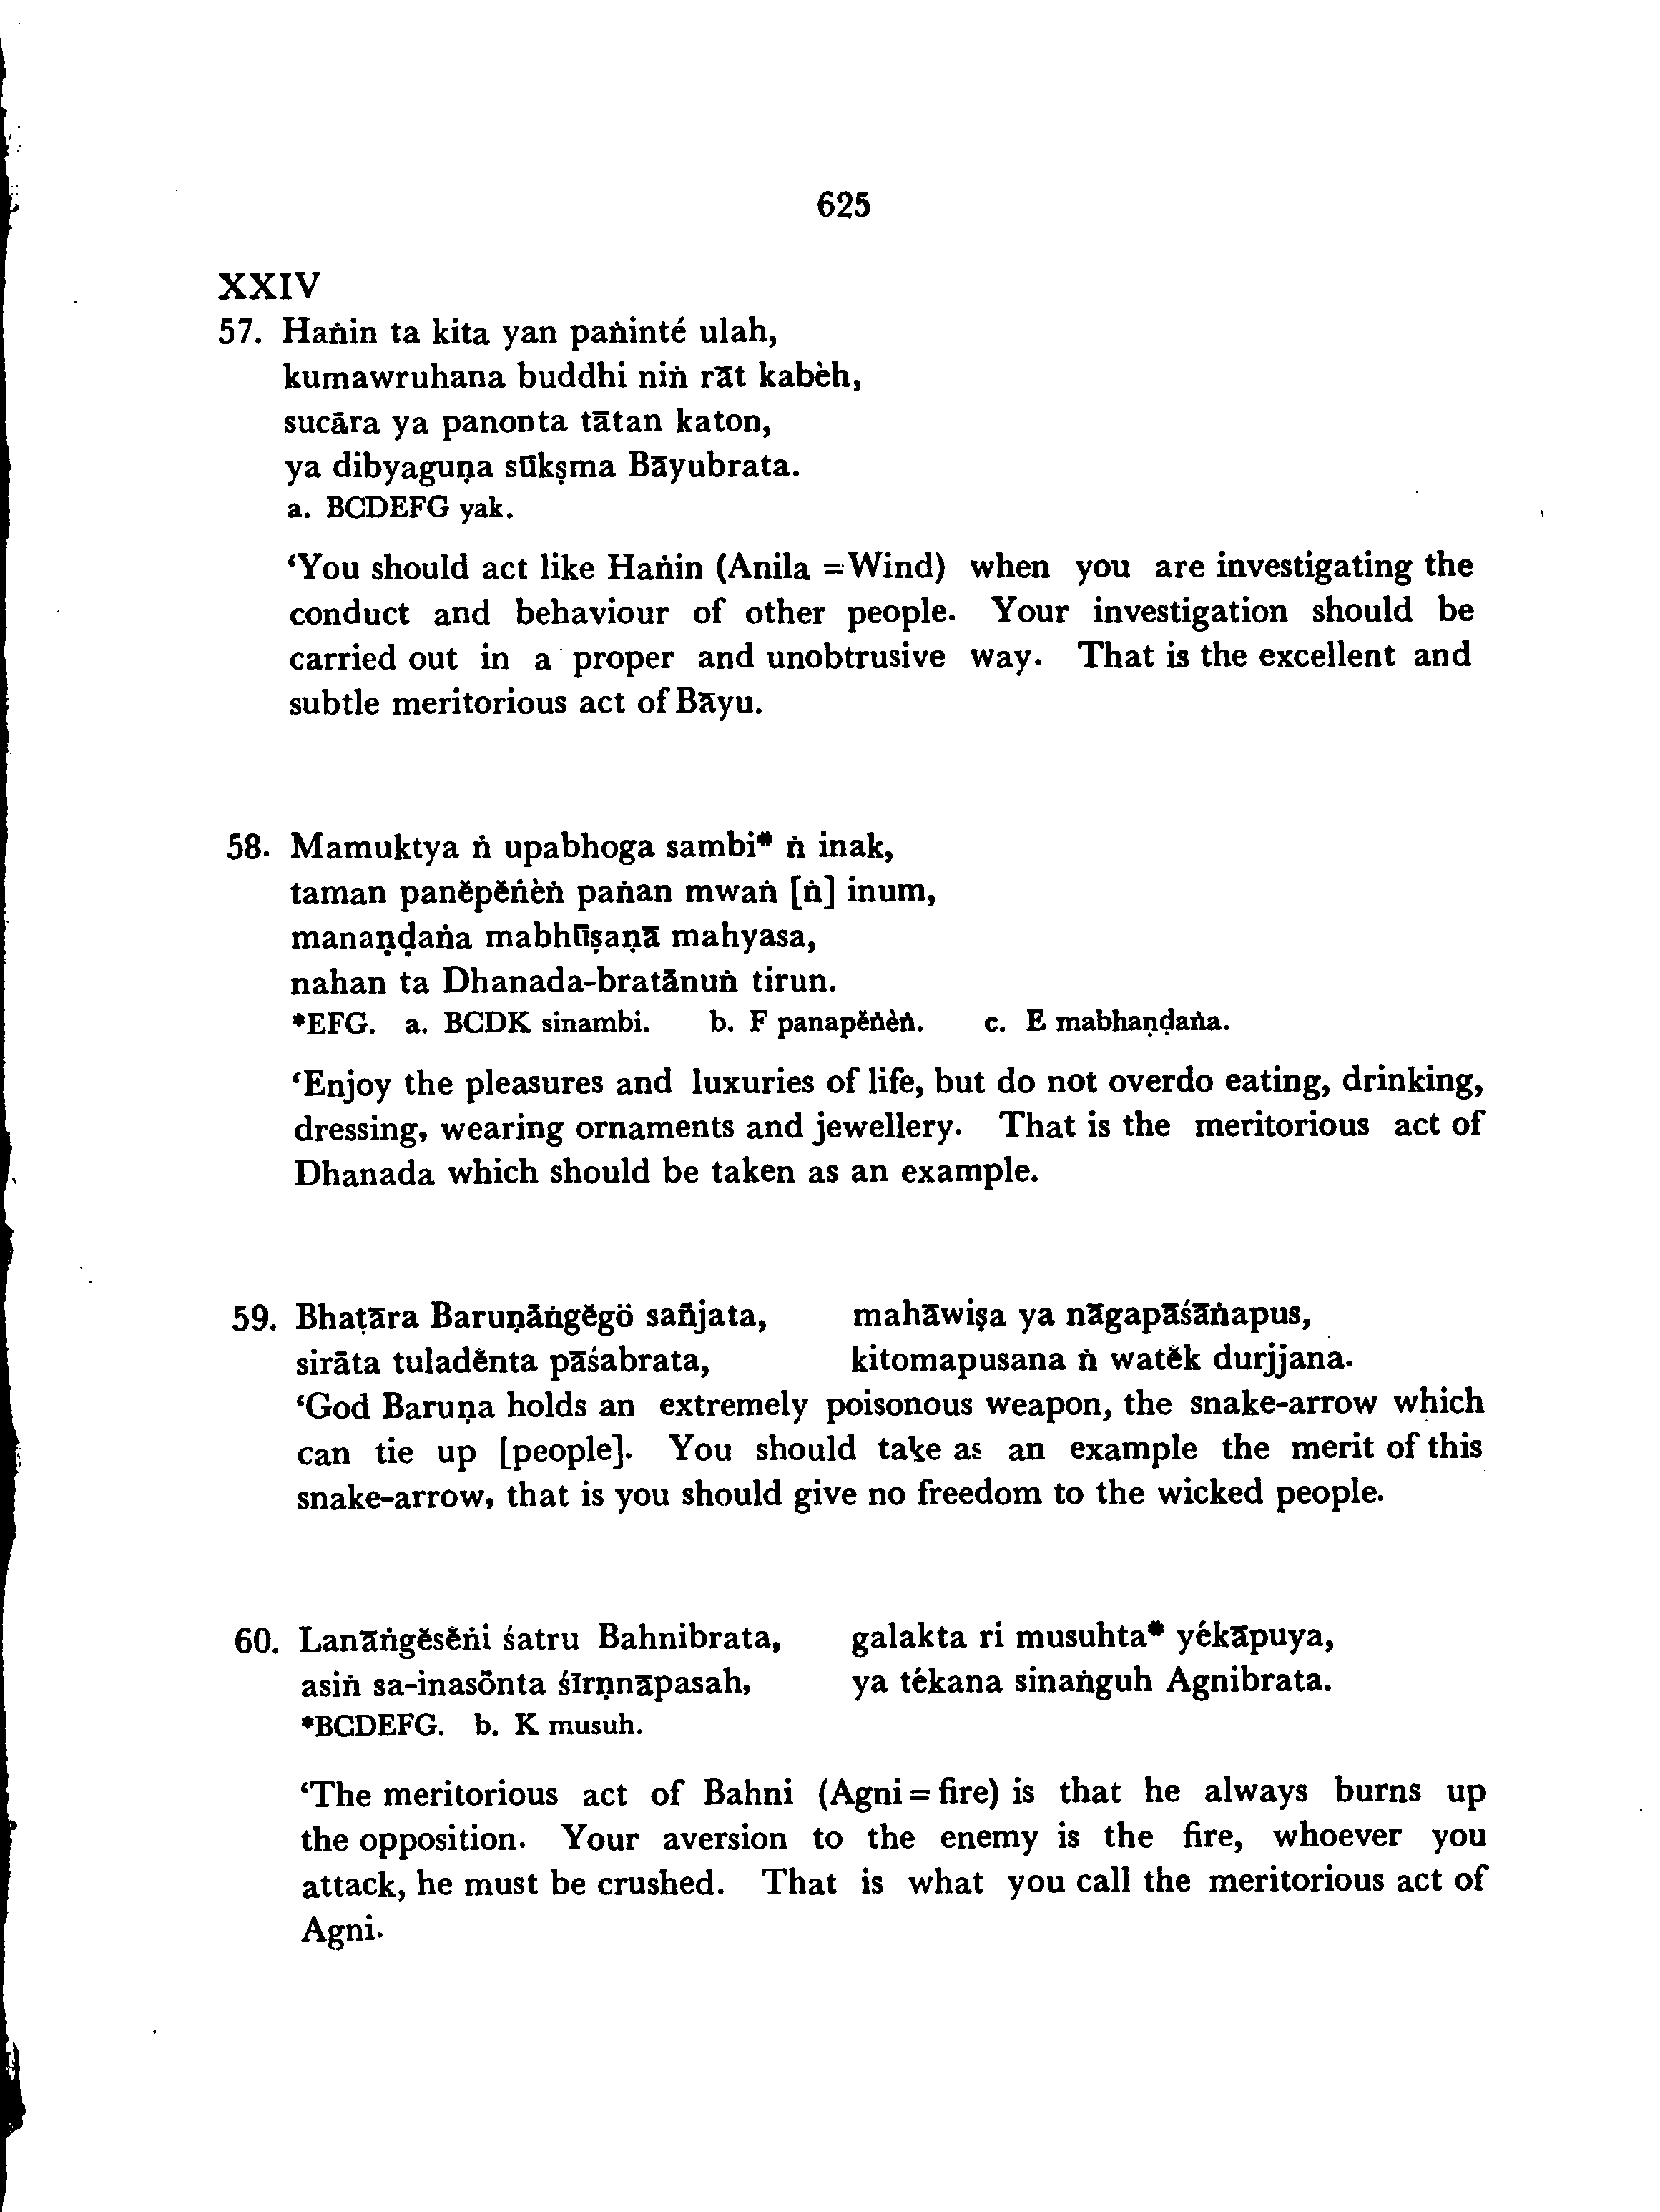 625
XXIV
57. Haṅin ta kita yan paṅinté ulah,
kumawruhana buddhi niṅ rāt kabèh,
sucāra ya panonta tātan katon,
ya dibyaguṇa sūkṣma Bāyubrata.
a. BCDEFG yak.
‘You should act like Haṅin (Anila =Wind) when you are investigating the
conduct and behaviour of other people. Your investigation should be
carried out in a proper and unobtrusive way. That is the excellent and
subtle meritorious act of Bāyu.
58. Mamuktya ṅ upabhoga sambi* ṅ inak,
taman panĕpĕṅèṅ paṅan mwaṅ [ṅ] inum,
manaṇḍaṅa mabhūṣaṇā mahyasa,
nahan ta Dhanada-bratānuṅ tirun.
*EFG. a. BCDK sinambi. b. F panapĕṅèṅ. c. E mabhaṇḍaṅa.
‘Enjoy the pleasures and luxuries of life, but do not overdo eating, drinking,
dressing, wearing ornaments and jewellery. That is the meritorious act of
Dhanada which should be taken as an example.
59. Bhaṭāra Baruṇāṅgĕgö sañjata, mahāwiṣa ya nāgapāśāṅapus,
sirāta tuladĕnta pāśabrata, kitomapusana ṅ watĕk durjjana.
‘God Baruṇa holds an extremely poisonous weapon, the snake-arrow which
can tie up [people]. You should take as an example the merit of this
snake-arrow, that is you should give no freedom to the wicked people.
60. Lanāṅgĕsĕṅi śatru Bahnibrata, galakta ri musuhta* yékāpuya,
asiṅ sa-inasönta śīrṇnāpasah, ya tékana sinaṅguh Agnibrata.
*BCDEFG. b. K musuh.
‘The meritorious act of Bahni (Agni=fire) is that he always burns up
the opposition. Your aversion to the enemy is the fire, whoever you
attack, he must be crushed. That is what you call the meritorious act of
Agni.